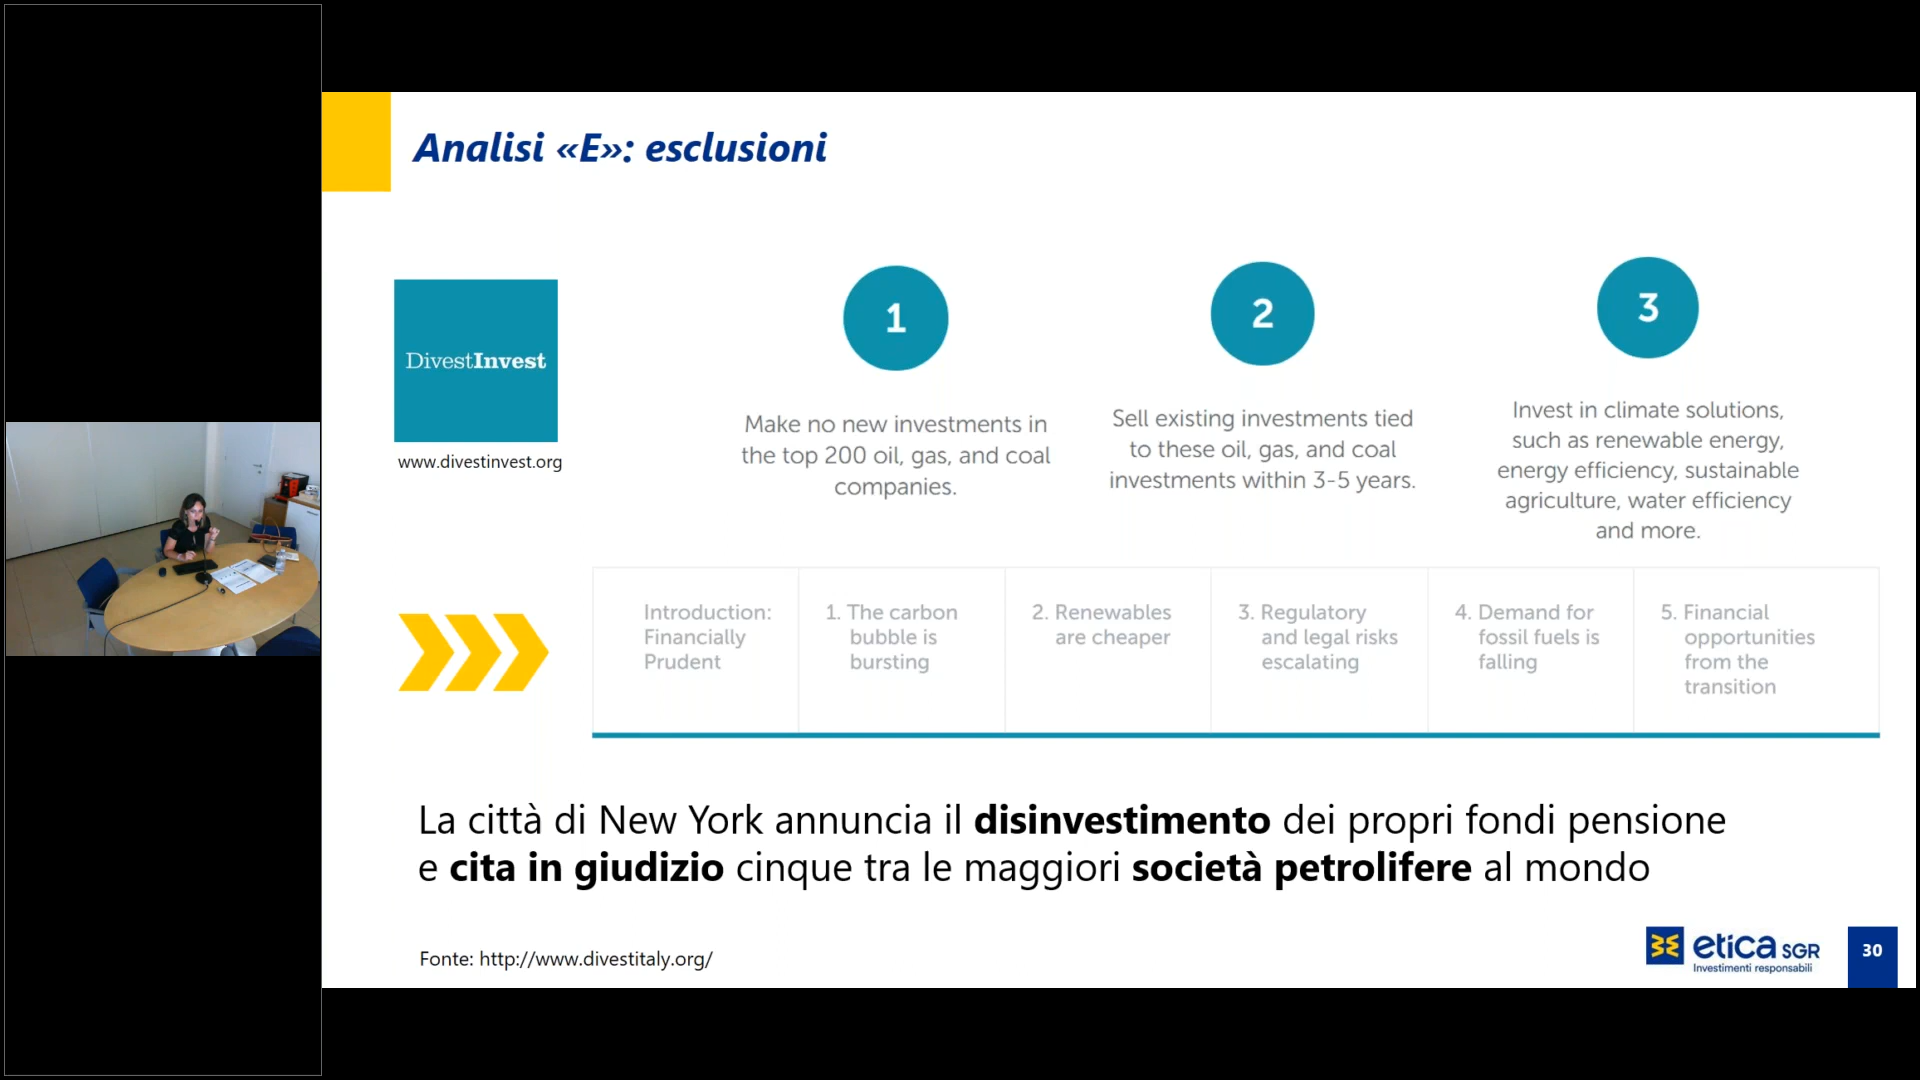 Analisi «E»: esclusioni
DivestInvest
www.divestinvest.org
1
Make no new investments in
the top 200 oil, gas, and coal
companies.
2
Sell existing investments tied
to these oil, gas, and coal
investments within 3-5 years.
3
Invest in climate solutions,
such as renewable energy,
energy efficiency, sustainable
agriculture, water efficiency
and more.
Introduction:
Financially
Prudent
1. The carbon
bubble is
bursting
2. Renewables
are cheaper
3. Regulatory
and legal risks
escalating
4. Demand for
fossil fuels is
falling
5. Financial
opportunities
from the
transition
La città di New York annuncia il disinvestimento dei propri fondi pensione
e cita in giudizio cinque tra le maggiori società petrolifere al mondo
Fonte: http://www.divestitaly.org/
etica SGR
Investimenti responsabili
30